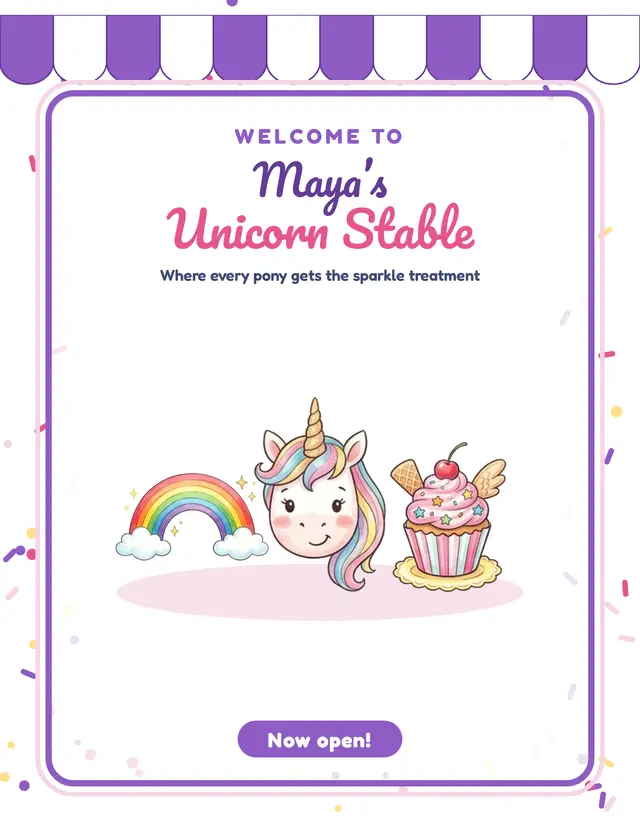 WELCOME TO
Maya's
Unicorn Stable
Where every pony gets the sparkle treatment
Now open!